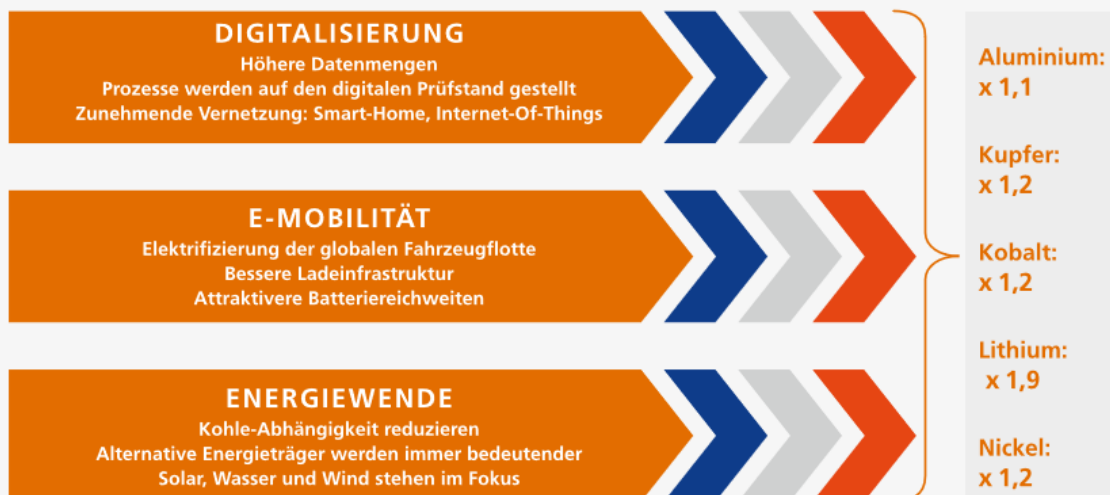 DIGITALISIERUNG
Höhere Datenmengen
Prozesse werden auf den digitalen Prüfstand gestellt
Zunehmende Vernetzung: Smart-Home, Internet-Of-Things
E-MOBILITÄT
Elektrifizierung der globalen Fahrzeugflotte
Bessere Ladeinfrastruktur
Attraktivere Batteriereichweiten
ENERGIEWENDE
Kohle-Abhängigkeit reduzieren
Alternative Energieträger werden immer bedeutender
Solar, Wasser und Wind stehen im Fokus
Aluminium:
x 1,1
Kupfer:
x 1,2
Kobalt:
x 1,2
Lithium:
x 1,9
Nickel:
x 1,2